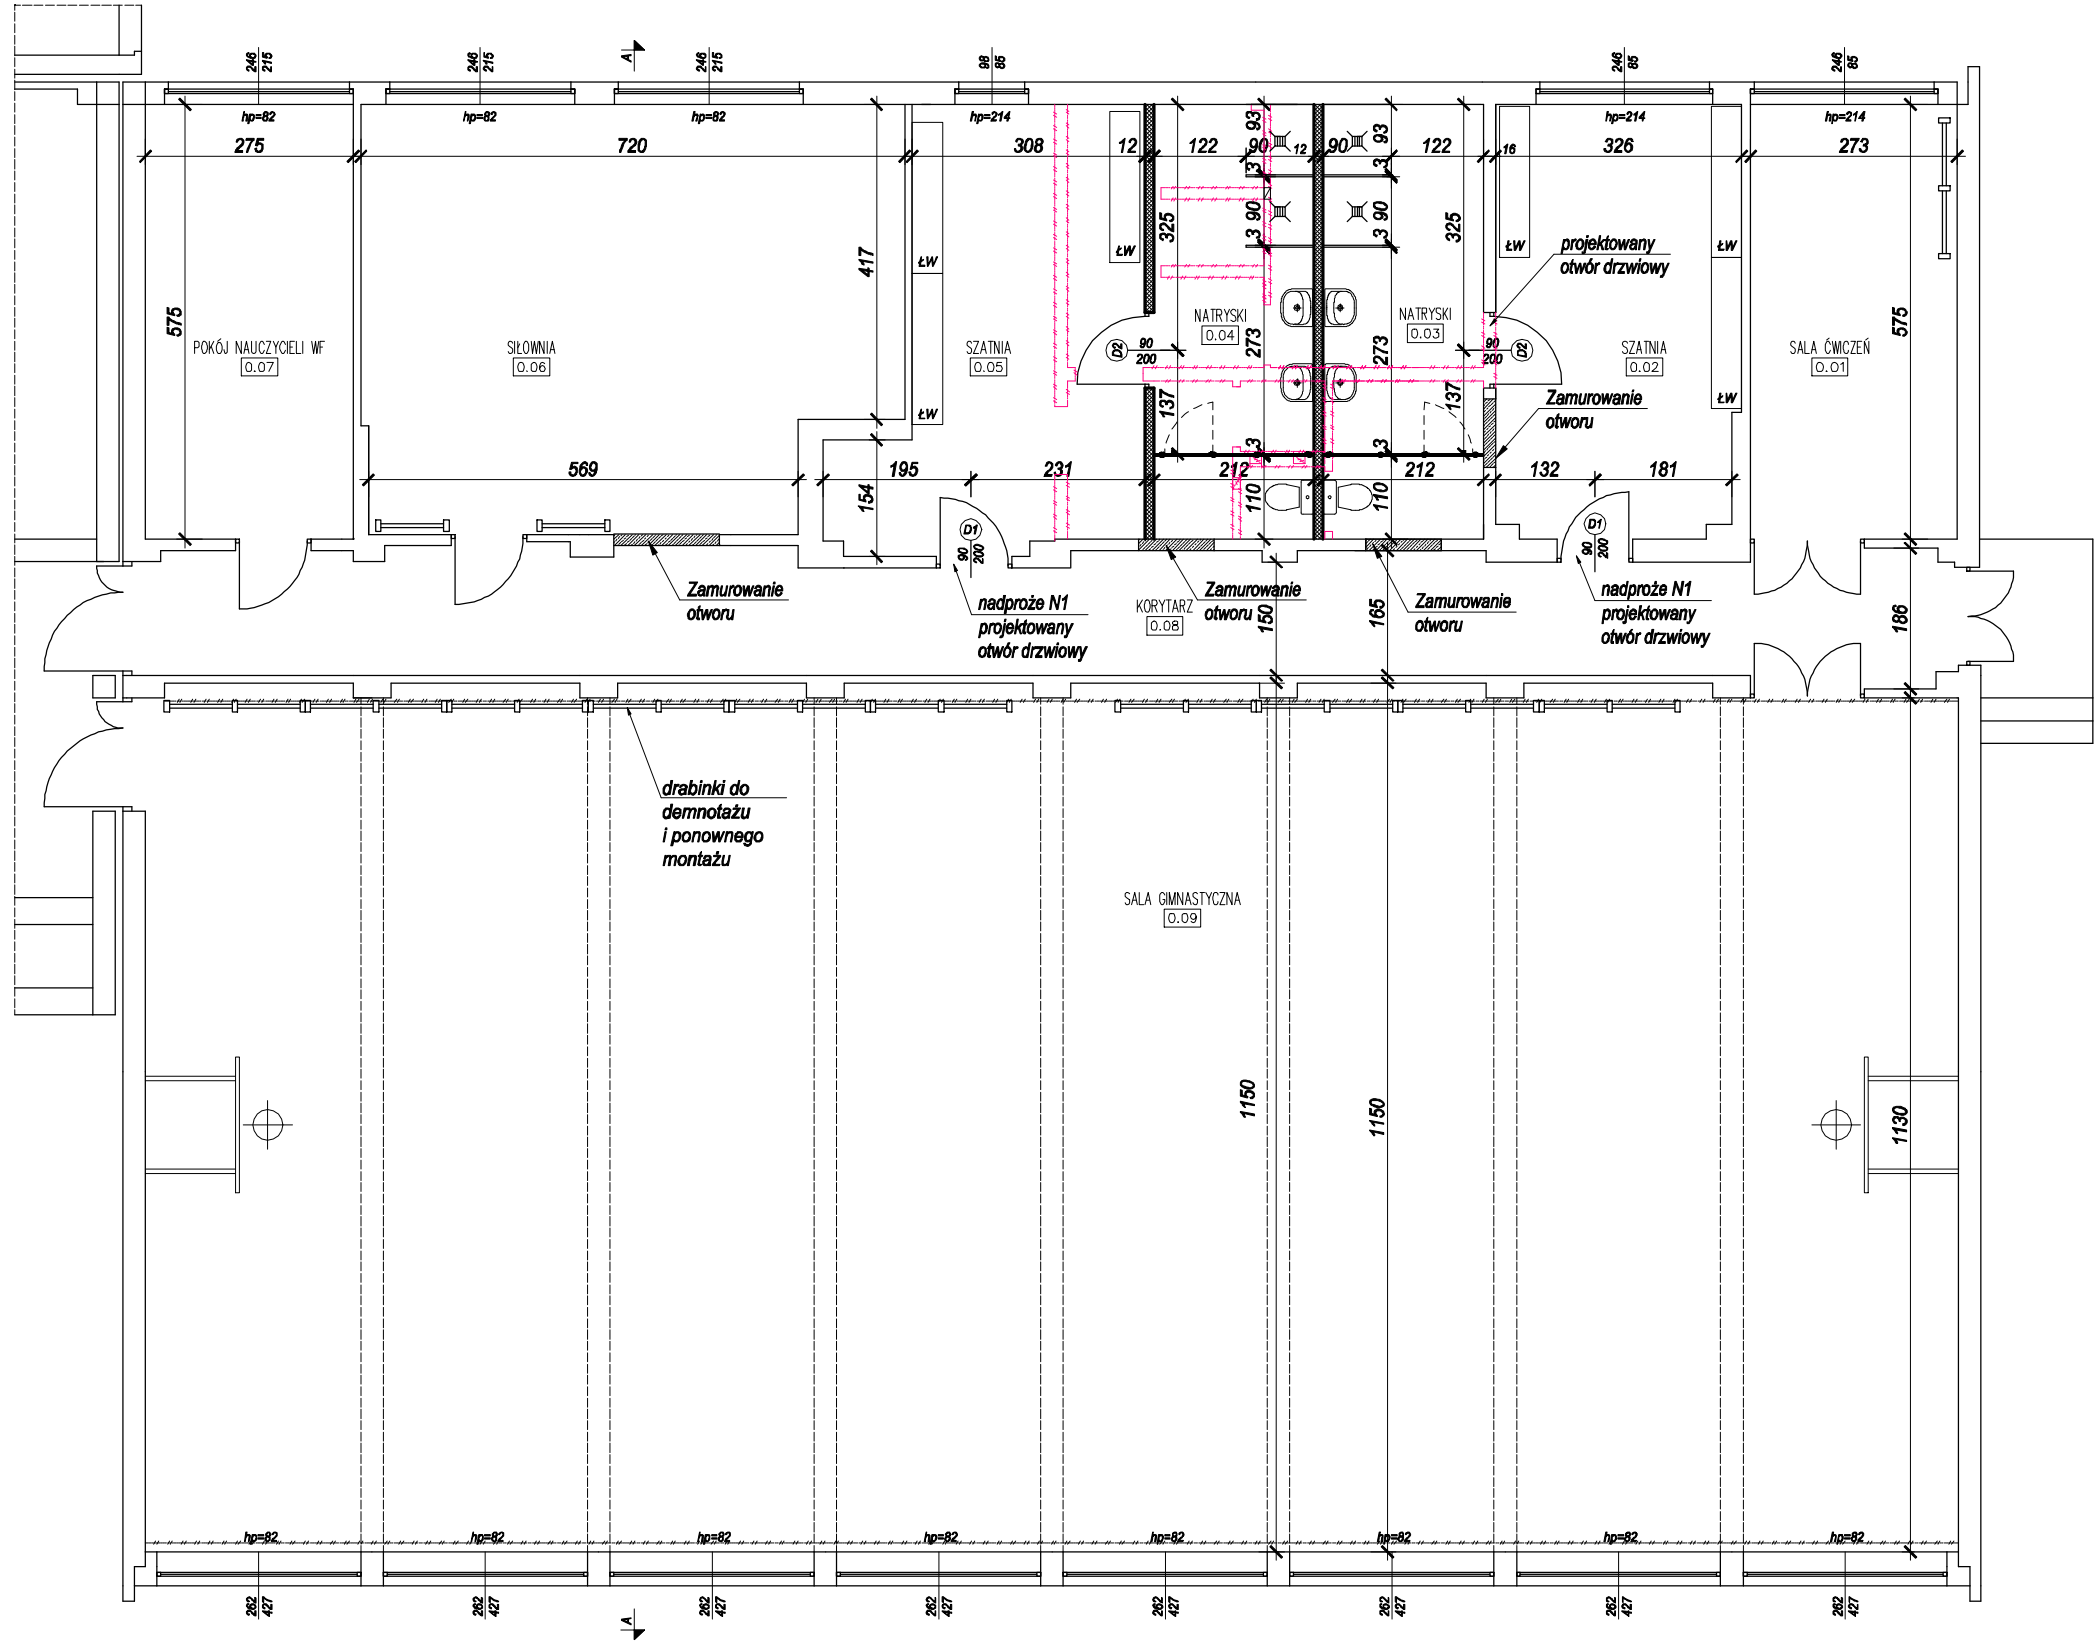 246
215
246
215
A
246
215
98
85
246
85
246
85
hp=82
hp=82
hp=82
hp=214
hp=214
hp=214
275
720
308
12
122
90
12
90
122
16
326
273
93
93
3
3
90
90
3
3
325
325
417
575
575
ŁW
ŁW
ŁW
ŁW
projektowany
otwór drzwiowy
POKÓJ NAUCZYCIELI WF
0.07
SIŁOWNIA
0.06
SZATNIA
0.05
NATRYSKI
0.04
NATRYSKI
0.03
SZATNIA
0.02
SALA ĆWICZEŃ
0.01
D2
90
200
273
273
90
200
D2
137
137
Zamurowanie
otworu
ŁW
ŁW
3
3
569
195
231
212
212
132
181
154
110
110
D1
90
200
D1
90
200
Zamurowanie
otworu
nadproże N1
projektowany
otwór drzwiowy
KORYTARZ
0.08
Zamurowanie
otworu
150
165
Zamurowanie
otworu
nadproże N1
projektowany
otwór drzwiowy
186
drabinki do
demnotażu
i ponownego
montażu
SALA GIMNASTYCZNA
0.09
1150
1150
1130
hp=82
hp=82
hp=82
hp=82
hp=82
hp=82
hp=82
hp=82
262
427
262
427
A
262
427
262
427
262
427
262
427
262
427
262
427